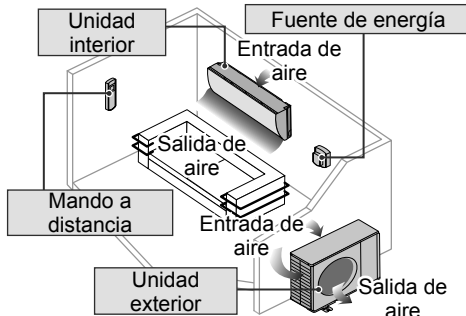 Unidad
interior
Fuente de energía
Entrada de
aire
Salida de
aire
Mando a
distancia
Entrada de
aire
Unidad
exterior
Salida de
aire